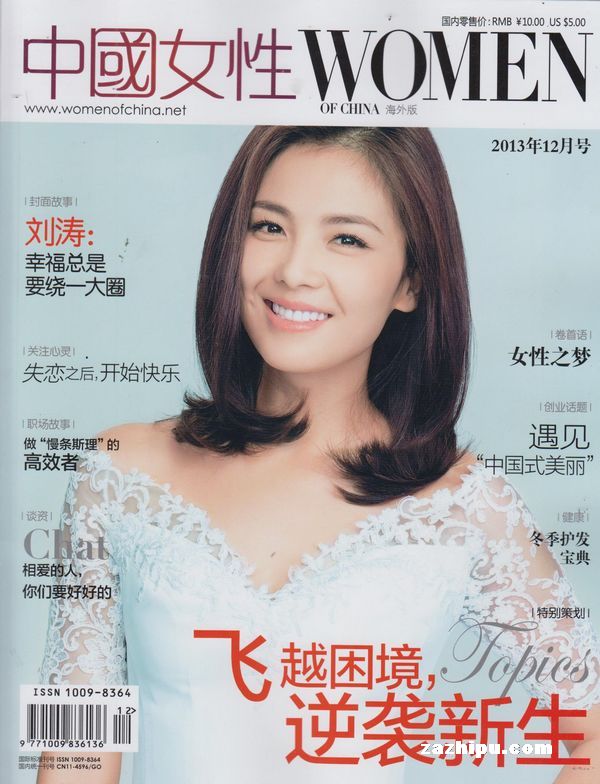 国内零售价：RMB ¥10.00 US $5.00
中國女性 WOMEN
OF CHINA 海外版
www.womenofchina.net
2013年12月号
封面故事
刘涛：
幸福总是
要绕一大圈
关注心灵
失恋之后，开始快乐
职场故事
做“慢条斯理”的
高效者
谈资
Chat
相爱的人，
你们要好好的
卷首语
女性之梦
创业话题
遇见
“中国式美丽”
健康
冬季护发
宝典
特别策划
Topics
飞越困境，
逆袭新生
ISSN 1009-8364
12>
9 771009 836136
国际标准刊号 ISSN 1009-8364
国内统一刊号 CN11-4596/GO
zazhipu.com